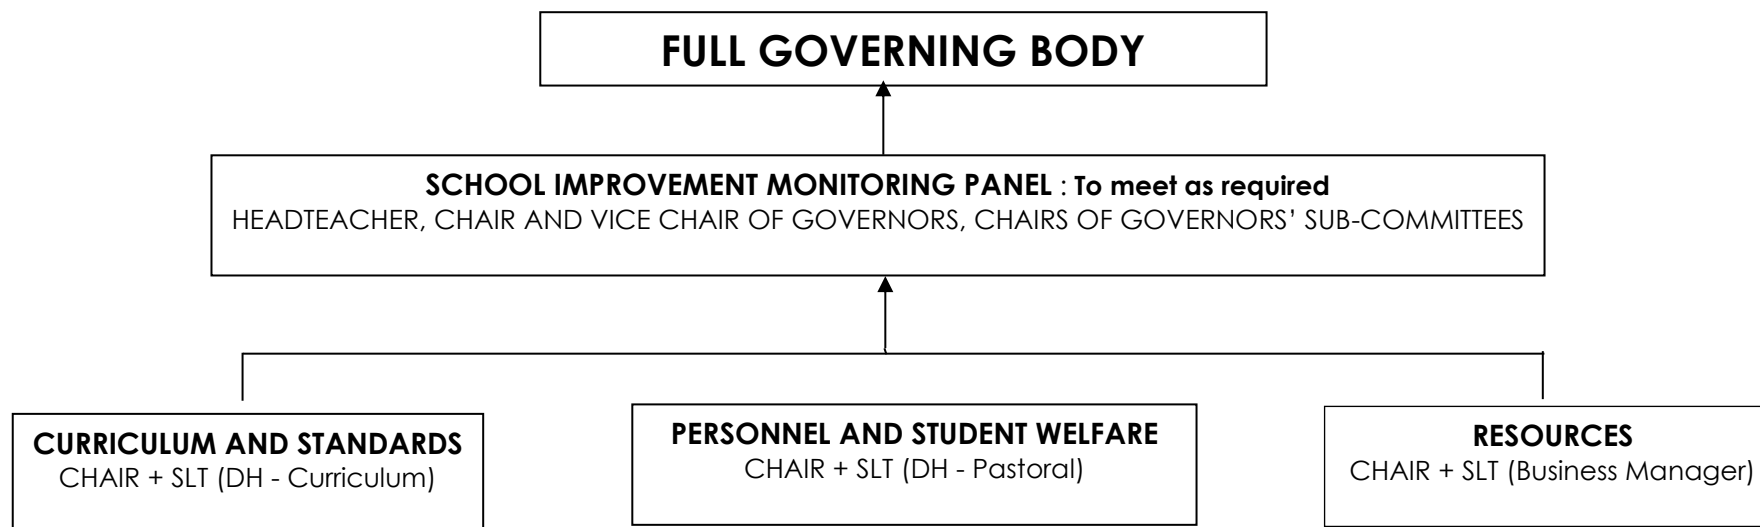 FULL GOVERNING BODY
SCHOOL IMPROVEMENT MONITORING PANEL : To meet as required
HEADTEACHER, CHAIR AND VICE CHAIR OF GOVERNORS, CHAIRS OF GOVERNORS’ SUB-COMMITTEES
CURRICULUM AND STANDARDS
CHAIR + SLT (DH - Curriculum)
PERSONNEL AND STUDENT WELFARE
CHAIR + SLT (DH - Pastoral)
RESOURCES
CHAIR + SLT (Business Manager)